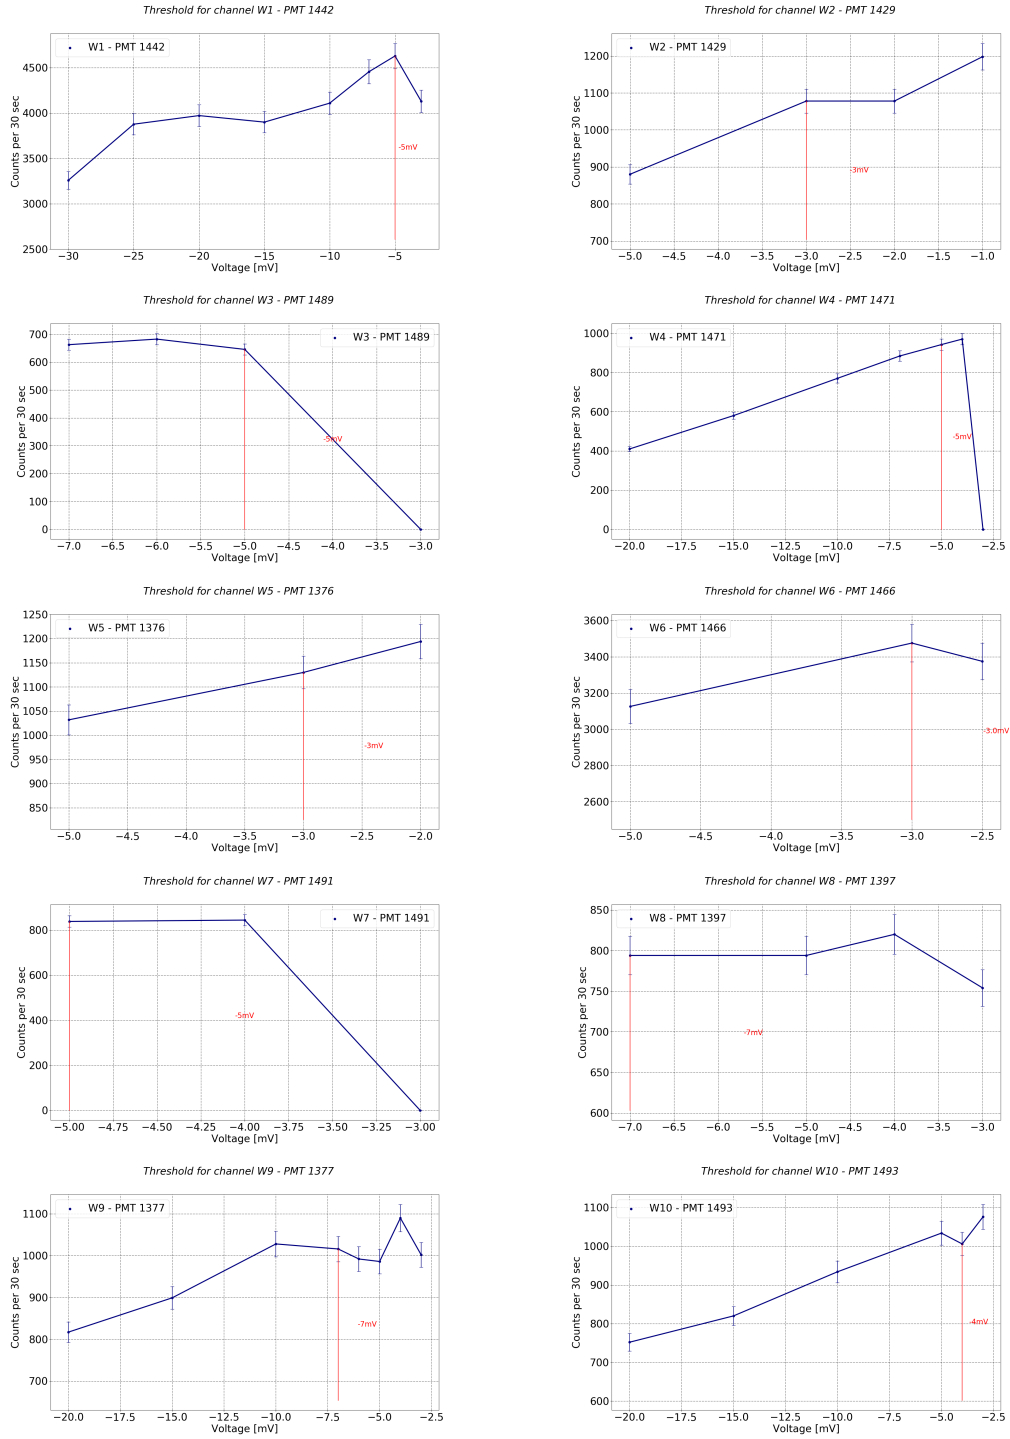 Threshold for channel W1 - PMT 1442
W1 - PMT 1442
Counts per 30 sec
4500
4000
3500
3000
2500
-5mV
−30 −25 −20 −15 −10 −5
Voltage [mV]
Threshold for channel W2 - PMT 1429
W2 - PMT 1429
Counts per 30 sec
1200
1100
1000
900
800
700
-3mV
−5.0 −4.5 −4.0 −3.5 −3.0 −2.5 −2.0 −1.5 −1.0
Voltage [mV]
Threshold for channel W3 - PMT 1489
W3 - PMT 1489
Counts per 30 sec
700
600
500
400
300
200
100
0
-5mV
−7.0 −6.5 −6.0 −5.5 −5.0 −4.5 −4.0 −3.5 −3.0
Voltage [mV]
Threshold for channel W4 - PMT 1471
W4 - PMT 1471
Counts per 30 sec
1000
800
600
400
200
0
-5mV
−20.0 −17.5 −15.0 −12.5 −10.0 −7.5 −5.0 −2.5
Voltage [mV]
Threshold for channel W5 - PMT 1376
W5 - PMT 1376
Counts per 30 sec
1250
1200
1150
1100
1050
1000
950
900
850
-3mV
−5.0 −4.5 −4.0 −3.5 −3.0 −2.5 −2.0
Voltage [mV]
Threshold for channel W6 - PMT 1466
W6 - PMT 1466
Counts per 30 sec
3600
3400
3200
3000
2800
2600
-3.0mV
−5.0 −4.5 −4.0 −3.5 −3.0 −2.5
Voltage [mV]
Threshold for channel W7 - PMT 1491
W7 - PMT 1491
Counts per 30 sec
800
600
400
200
0
-5mV
−5.00 −4.75 −4.50 −4.25 −4.00 −3.75 −3.50 −3.25 −3.00
Voltage [mV]
Threshold for channel W8 - PMT 1397
W8 - PMT 1397
Counts per 30 sec
850
800
750
700
650
600
-7mV
−7.0 −6.5 −6.0 −5.5 −5.0 −4.5 −4.0 −3.5 −3.0
Voltage [mV]
Threshold for channel W9 - PMT 1377
W9 - PMT 1377
Counts per 30 sec
1100
1000
900
800
700
-7mV
−20.0 −17.5 −15.0 −12.5 −10.0 −7.5 −5.0 −2.5
Voltage [mV]
Threshold for channel W10 - PMT 1493
W10 - PMT 1493
Counts per 30 sec
1100
1000
900
800
700
600
-4mV
−20.0 −17.5 −15.0 −12.5 −10.0 −7.5 −5.0 −2.5
Voltage [mV]